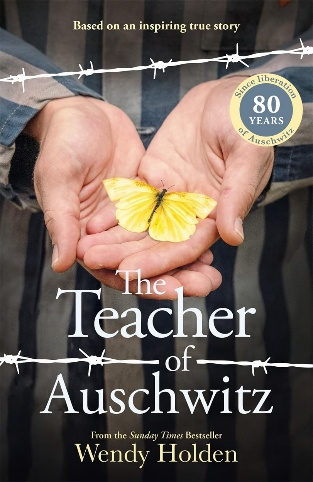 Based on an inspiring true story
Since liberation
80
YEARS
of Auschwitz
The
Teacher
of
Auschwitz
From the Sunday Times Bestseller
Wendy Holden